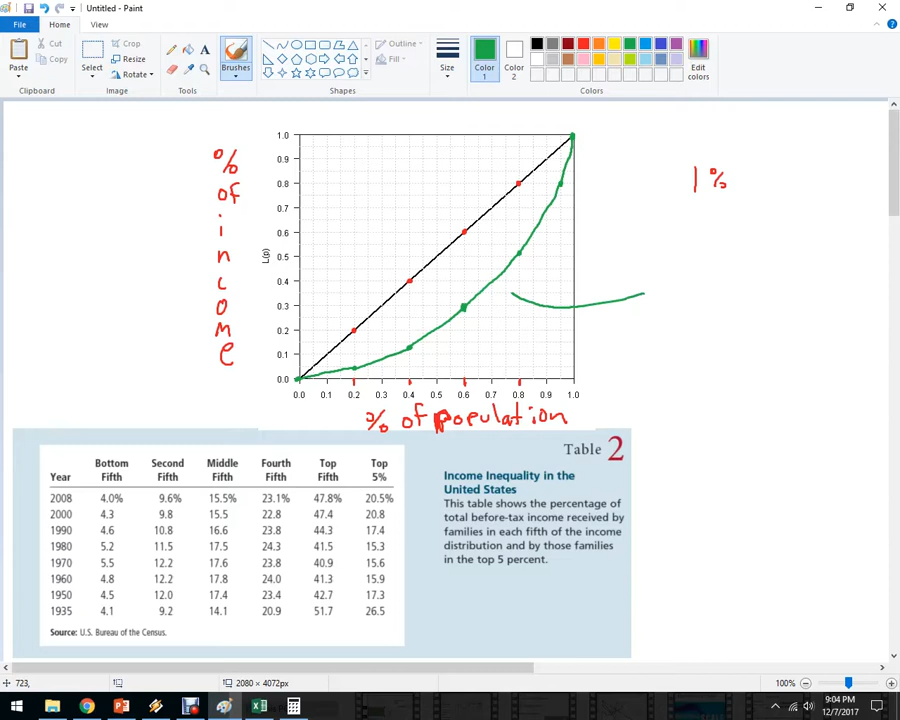 Untitled - Paint
File Home View
Paste
Cut
Copy
Clipboard
Select
Crop
Resize
Rotate
Image
Tools
Brushes
Shapes
Outline
Fill
Size
Color 1
Color 2
Edit colors
Colors
% of income
1%
1.0
0.9
0.8
0.7
0.6
0.5
0.4
0.3
0.2
0.1
0.0
L(p)
0.0 0.1 0.2 0.3 0.4 0.5 0.6 0.7 0.8 0.9 1.0
% of population
Table 2
Income Inequality in the
United States
This table shows the percentage of
total before-tax income received by
families in each fifth of the income
distribution and by those families
in the top 5 percent.
Year Bottom Fifth Second Fifth Middle Fifth Fourth Fifth Top Fifth Top 5%
2008 4.0% 9.6% 15.5% 23.1% 47.8% 20.5%
2000 4.3 9.8 15.5 22.8 47.4 20.8
1990 4.6 10.8 16.6 23.8 44.3 17.4
1980 5.2 11.5 17.5 24.3 41.5 15.3
1970 5.5 12.2 17.6 23.8 40.9 15.6
1960 4.8 12.2 17.8 24.0 41.3 15.9
1950 4.5 12.0 17.4 23.4 42.7 17.3
1935 4.1 9.2 14.1 20.9 51.7 26.5
Source: U.S. Bureau of the Census.
723,
2080 × 4072px
100%
9:04 PM
12/7/2017